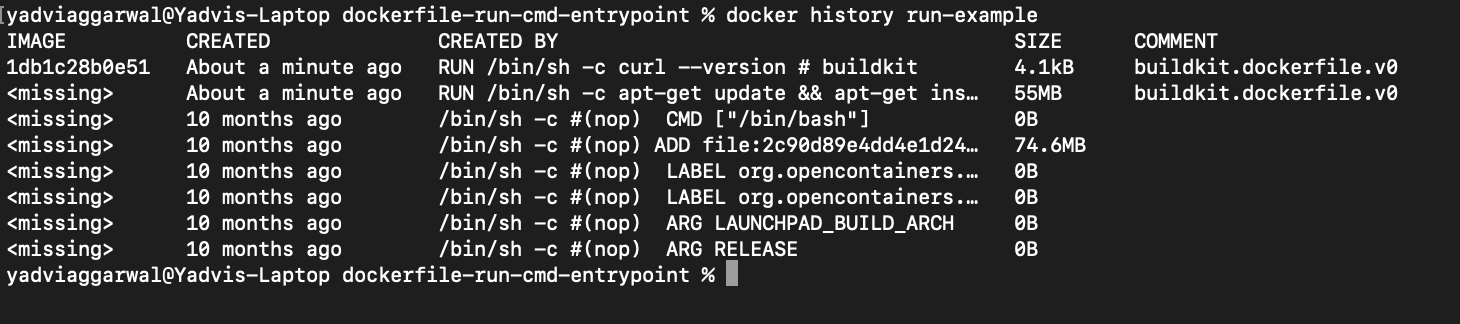 yadviaggarwal@Yadvis-Laptop dockerfile-run-cmd-entrypoint % docker history run-example
IMAGE CREATED CREATED BY SIZE COMMENT
1db1c28b0e51 About a minute ago RUN /bin/sh -c curl --version # buildkit 4.1kB buildkit.dockerfile.v0
<missing> About a minute ago RUN /bin/sh -c apt-get update && apt-get ins… 55MB buildkit.dockerfile.v0
<missing> 10 months ago /bin/sh -c #(nop)  CMD ["/bin/bash"] 0B
<missing> 10 months ago /bin/sh -c #(nop) ADD file:2c90d89e4dd4e1d24… 74.6MB
<missing> 10 months ago /bin/sh -c #(nop)  LABEL org.opencontainers.… 0B
<missing> 10 months ago /bin/sh -c #(nop)  LABEL org.opencontainers.… 0B
<missing> 10 months ago /bin/sh -c #(nop)  ARG LAUNCHPAD_BUILD_ARCH 0B
<missing> 10 months ago /bin/sh -c #(nop)  ARG RELEASE 0B
yadviaggarwal@Yadvis-Laptop dockerfile-run-cmd-entrypoint %